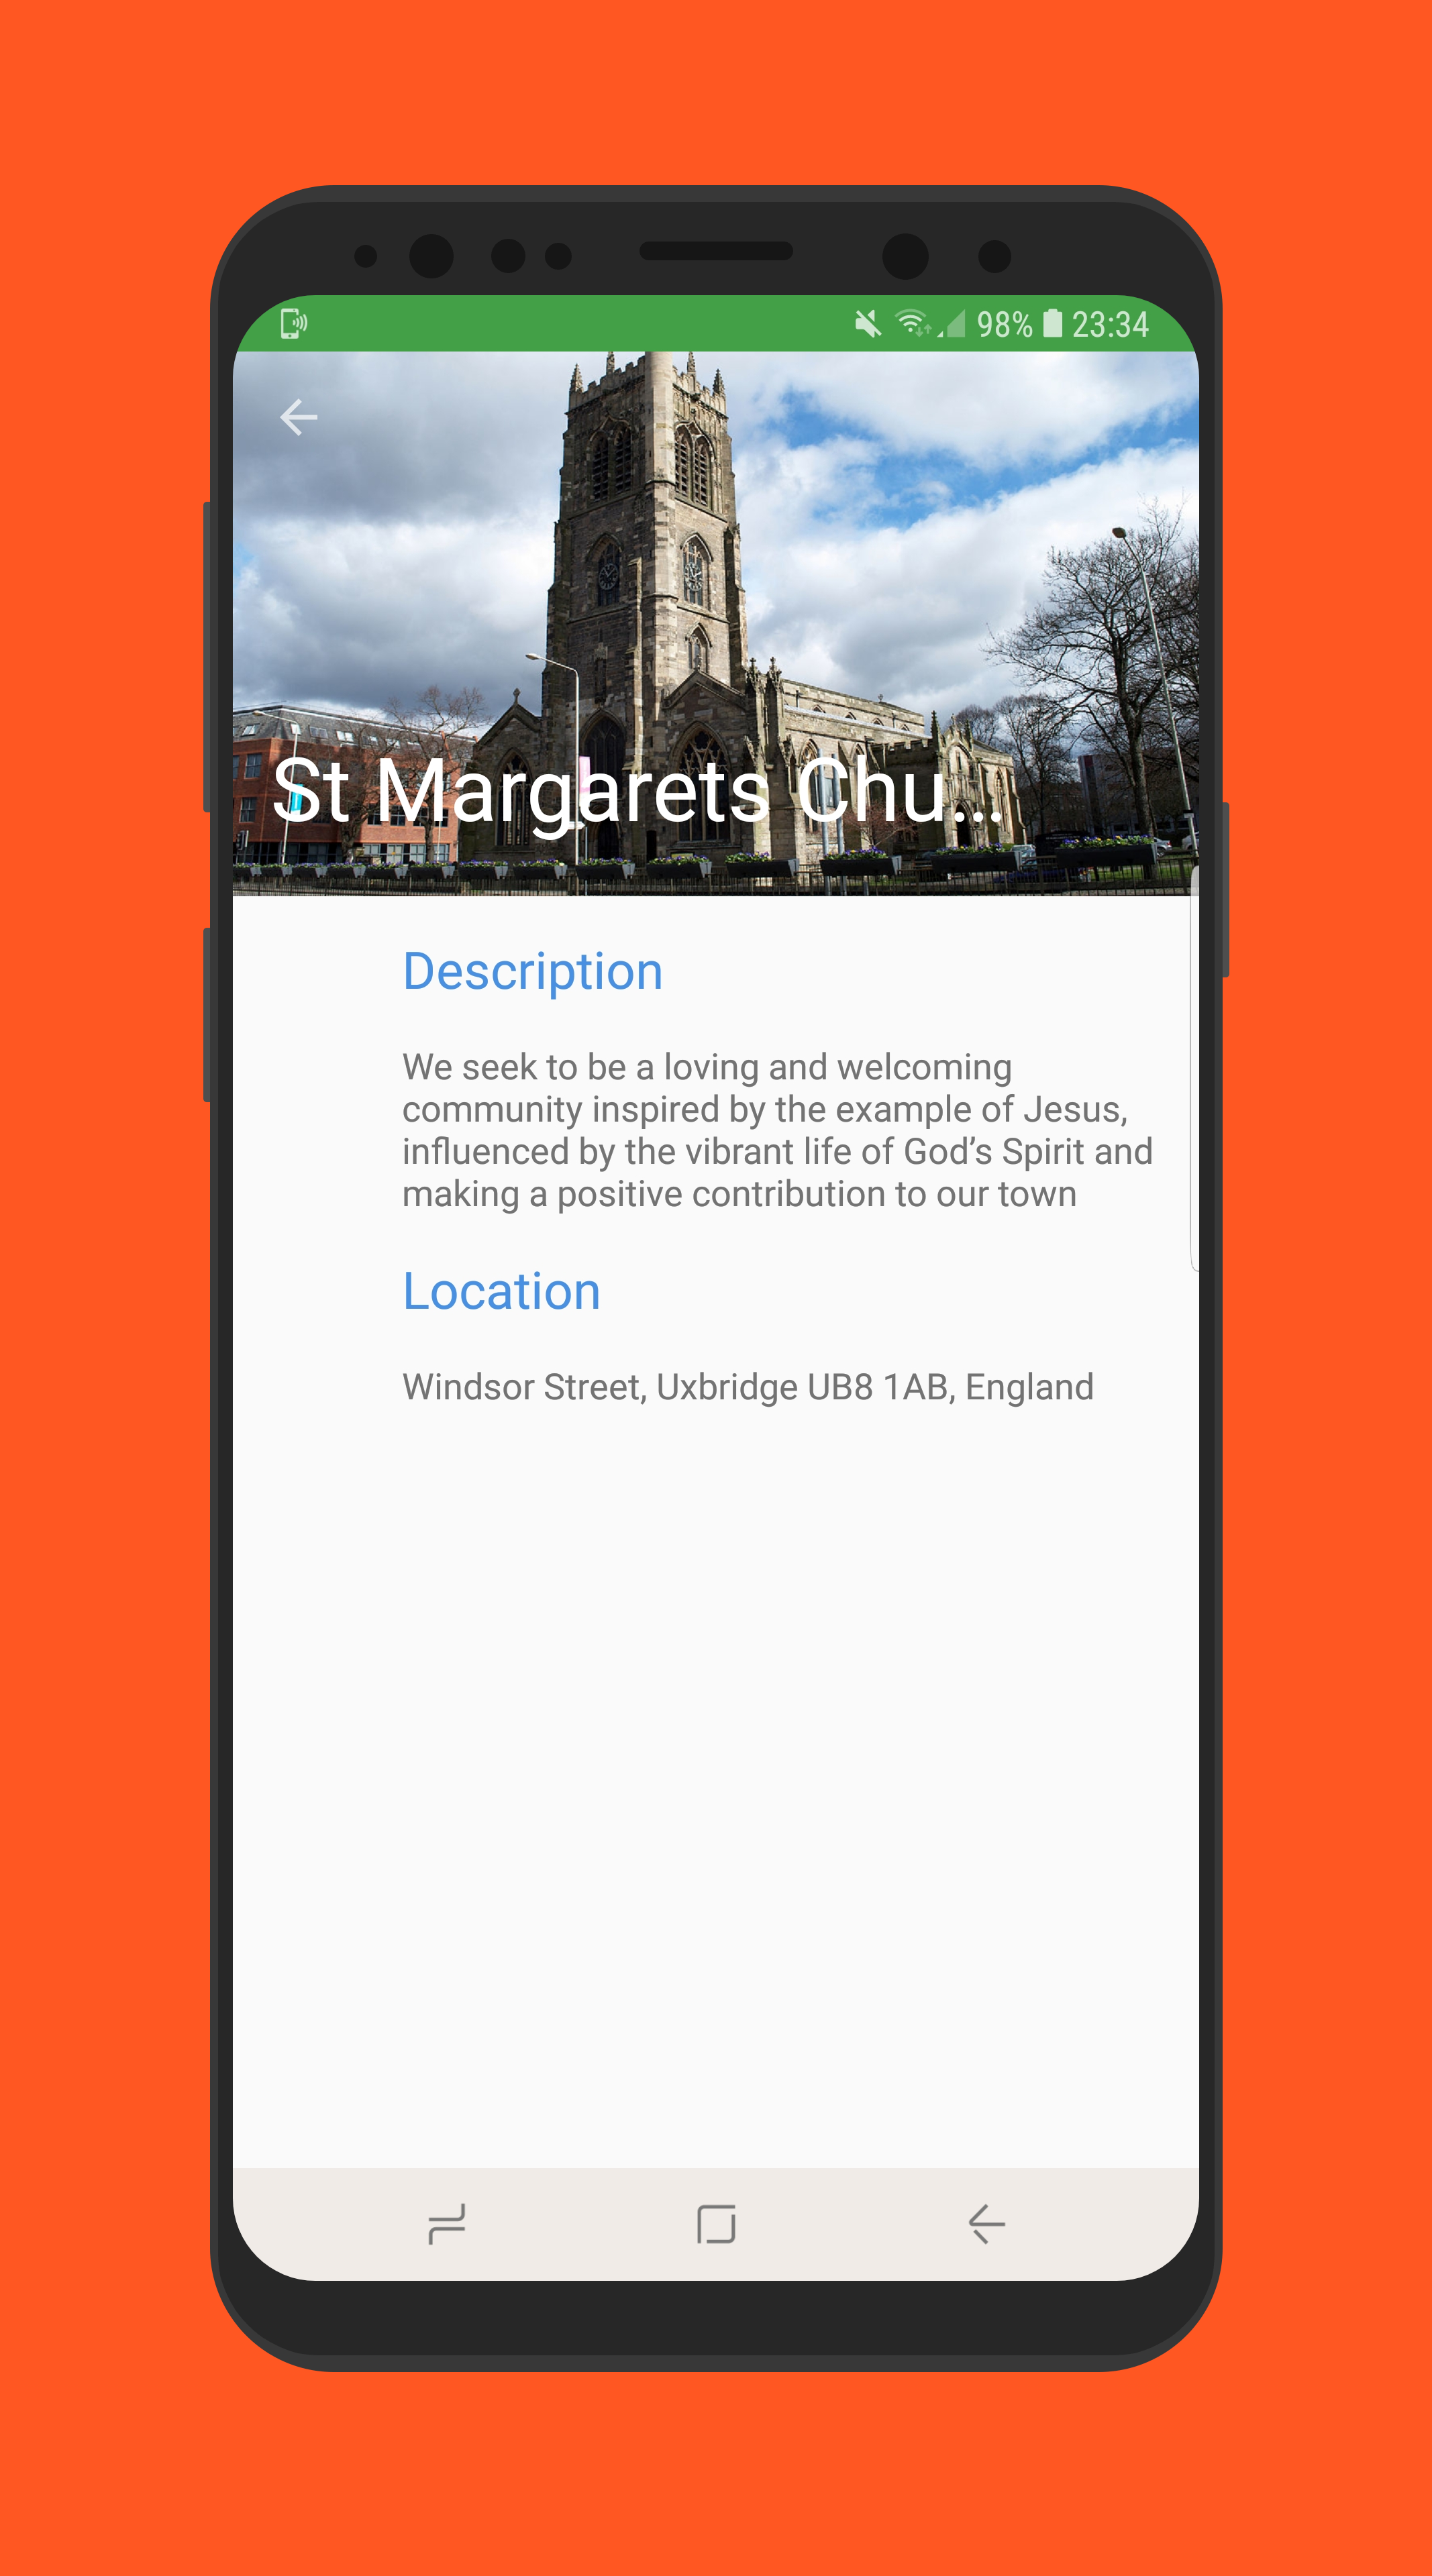 98% 23:34
St Margarets Chu...
Description
We seek to be a loving and welcoming
community inspired by the example of Jesus,
influenced by the vibrant life of God’s Spirit and
making a positive contribution to our town
Location
Windsor Street, Uxbridge UB8 1AB, England